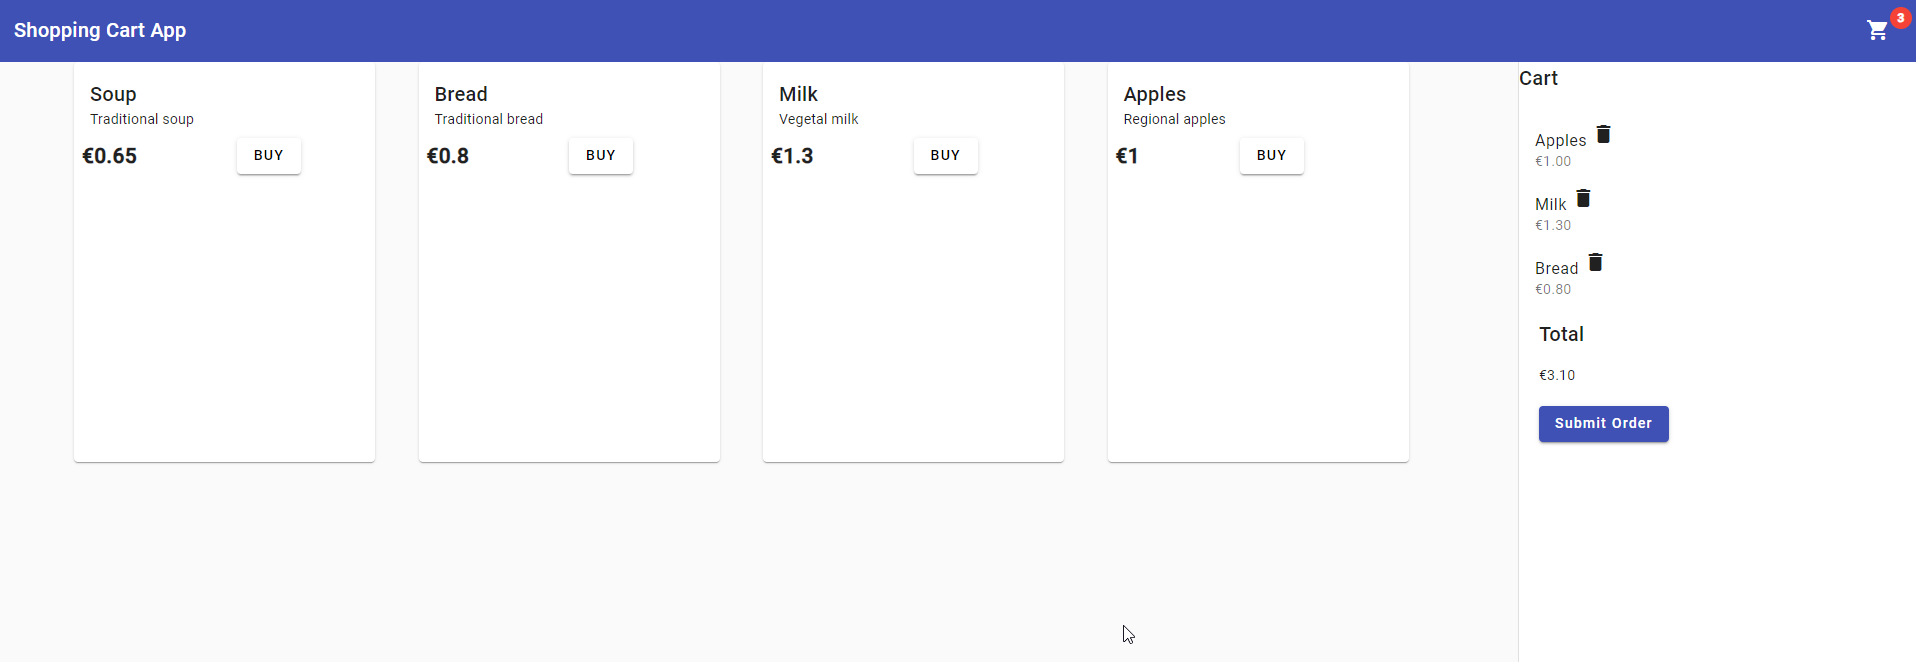 Shopping Cart App
3
Soup
Traditional soup
€0.65
BUY
Bread
Traditional bread
€0.8
BUY
Milk
Vegetal milk
€1.3
BUY
Apples
Regional apples
€1
BUY
Cart
Apples
€1.00
Milk
€1.30
Bread
€0.80
Total
€3.10
Submit Order